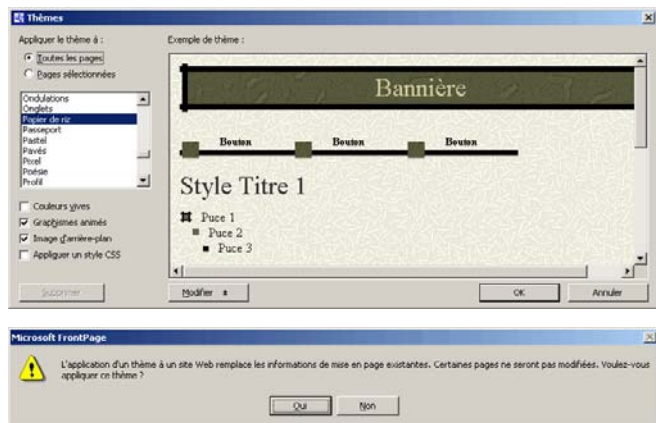 Thèmes
Appliquer le thème à :
Exemple de thème :
Toutes les pages
Pages sélectionnées
Ondulations
Onglets
Papier de riz
Passeport
Pastel
Pavés
Pixel
Poésie
Profil
Couleurs vives
Graphismes animés
Image d'arrière-plan
Appliquer un style CSS
Bannière
Bouton Bouton Bouton
Style Titre 1
Puce 1
Puce 2
Puce 3
Supprimer
Modifier
OK
Annuler
Microsoft FrontPage
L'application d'un thème à un site Web remplace les informations de mise en page existantes. Certaines pages ne seront pas modifiées. Voulez-vous
appliquer ce thème ?
Oui
Non